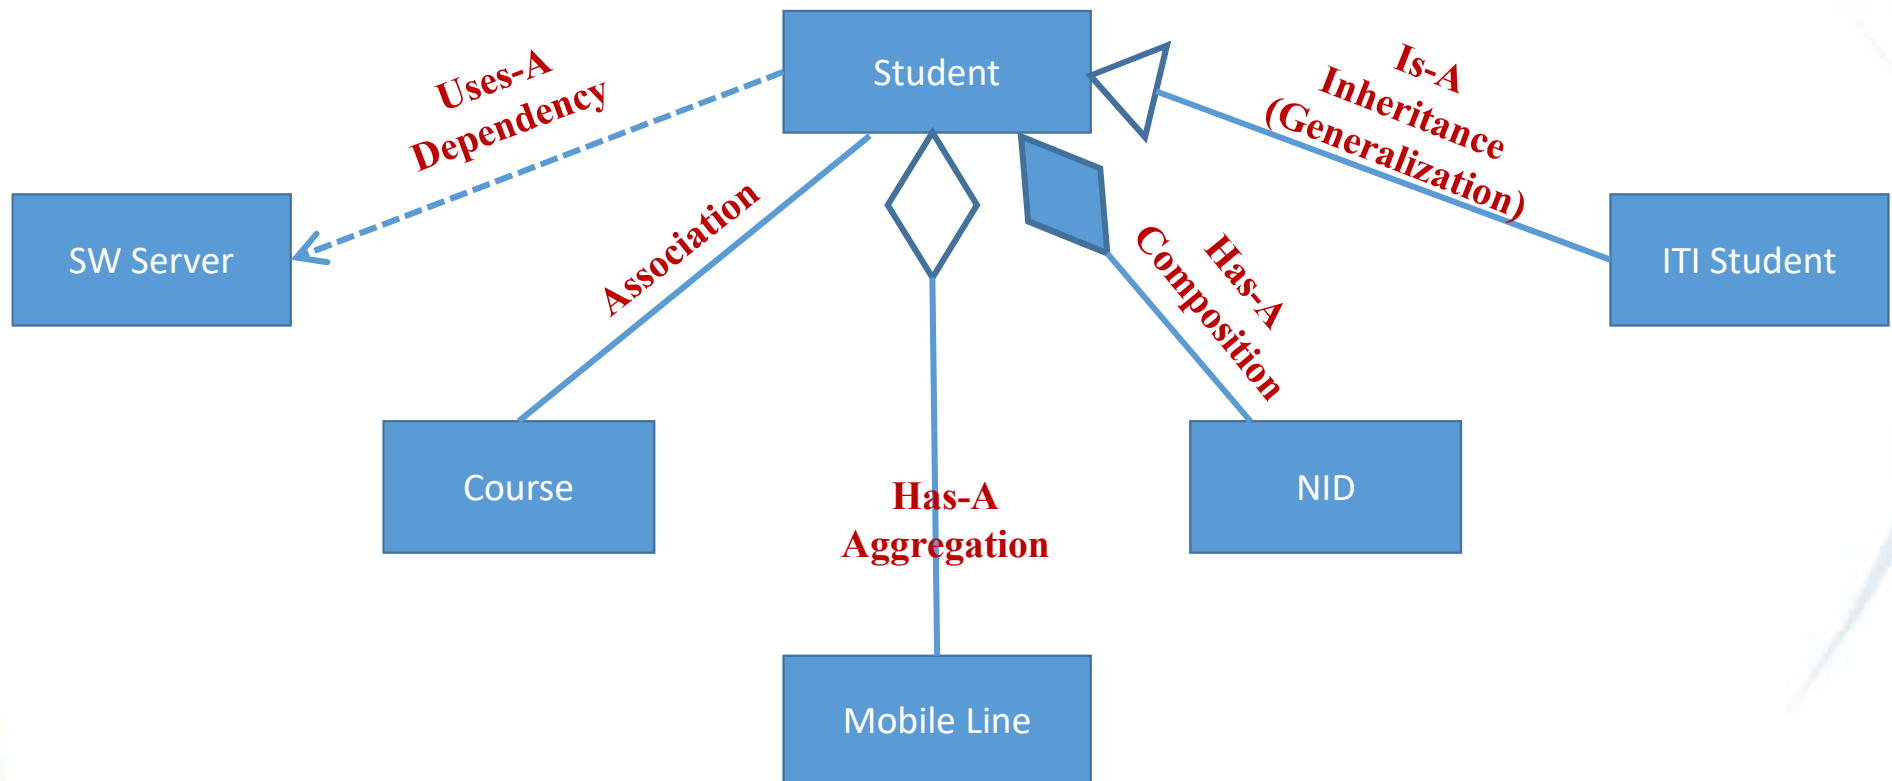 Student
Uses-A
Dependency
Is-A
Inheritance
(Generalization)
SW Server
Association
Has-A
Composition
ITI Student
Course
Has-A
Aggregation
NID
Mobile Line